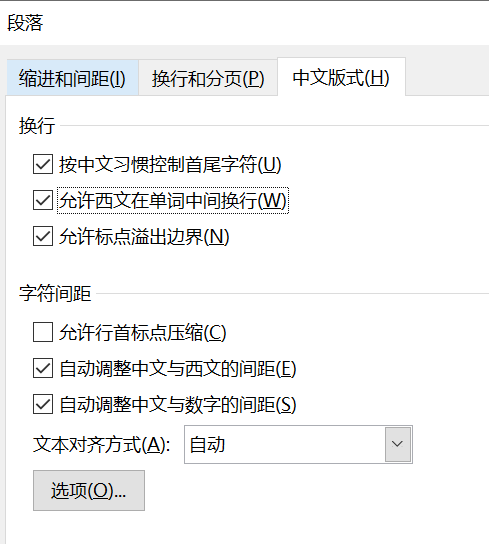 段落
缩进和间距(I) 换行和分页(P) 中文版式(H)
换行
按中文习惯控制首尾字符(U)
允许西文在单词中间换行(W)
允许标点溢出边界(N)
字符间距
允许行首标点压缩(C)
自动调整中文与西文的间距(E)
自动调整中文与数字的间距(S)
文本对齐方式(A): 自动
选项(O)...